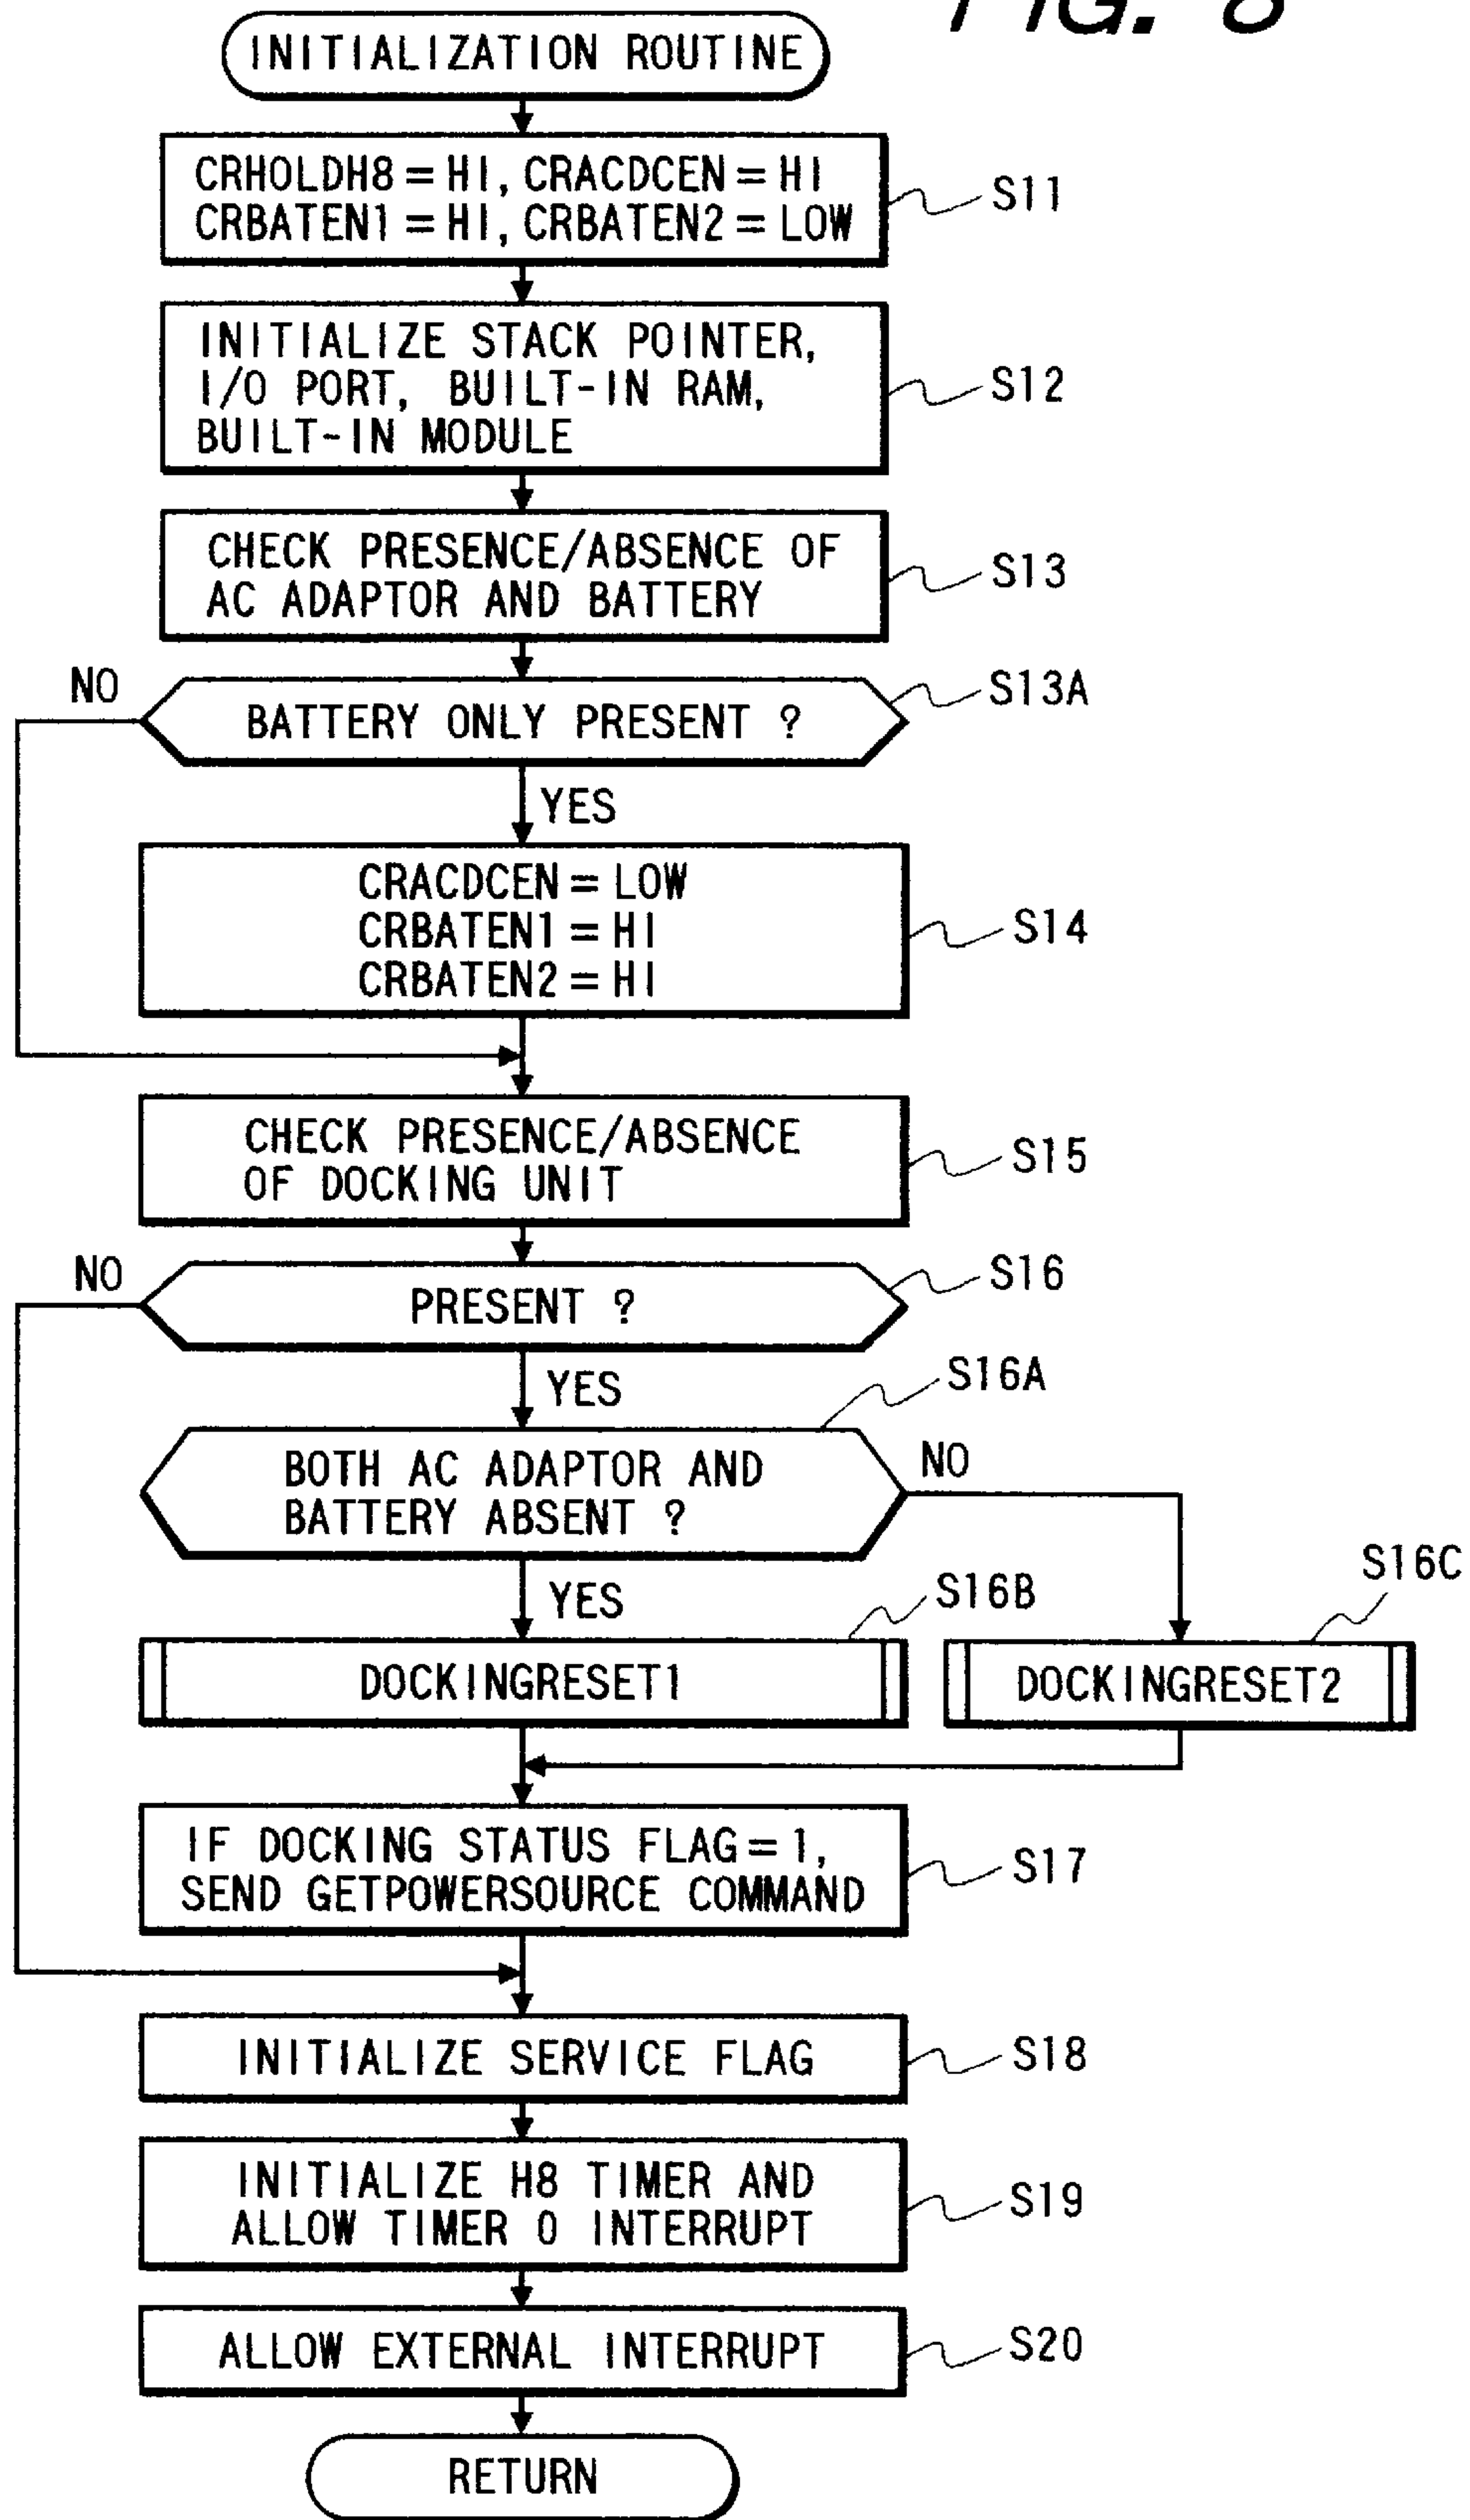 FIG. 8
INITIALIZATION ROUTINE
CRHOLDH8 = HI, CRACDCEN = HI
CRBATEN1 = HI, CRBATEN2 = LOW
S11
INITIALIZE STACK POINTER,
I/O PORT, BUILT-IN RAM,
BUILT-IN MODULE
S12
CHECK PRESENCE/ABSENCE OF
AC ADAPTOR AND BATTERY
S13
NO
S13A
BATTERY ONLY PRESENT ?
YES
CRACDCEN = LOW
CRBATEN1 = HI
CRBATEN2 = HI
S14
CHECK PRESENCE/ABSENCE
OF DOCKING UNIT
S15
NO
S16
PRESENT ?
YES
S16A
BOTH AC ADAPTOR AND
BATTERY ABSENT ?
NO
YES
S16B
S16C
DOCKINGRESET1
DOCKINGRESET2
IF DOCKING STATUS FLAG = 1,
SEND GETPOWERSOURCE COMMAND
S17
INITIALIZE SERVICE FLAG
S18
INITIALIZE H8 TIMER AND
ALLOW TIMER 0 INTERRUPT
S19
ALLOW EXTERNAL INTERRUPT
S20
RETURN